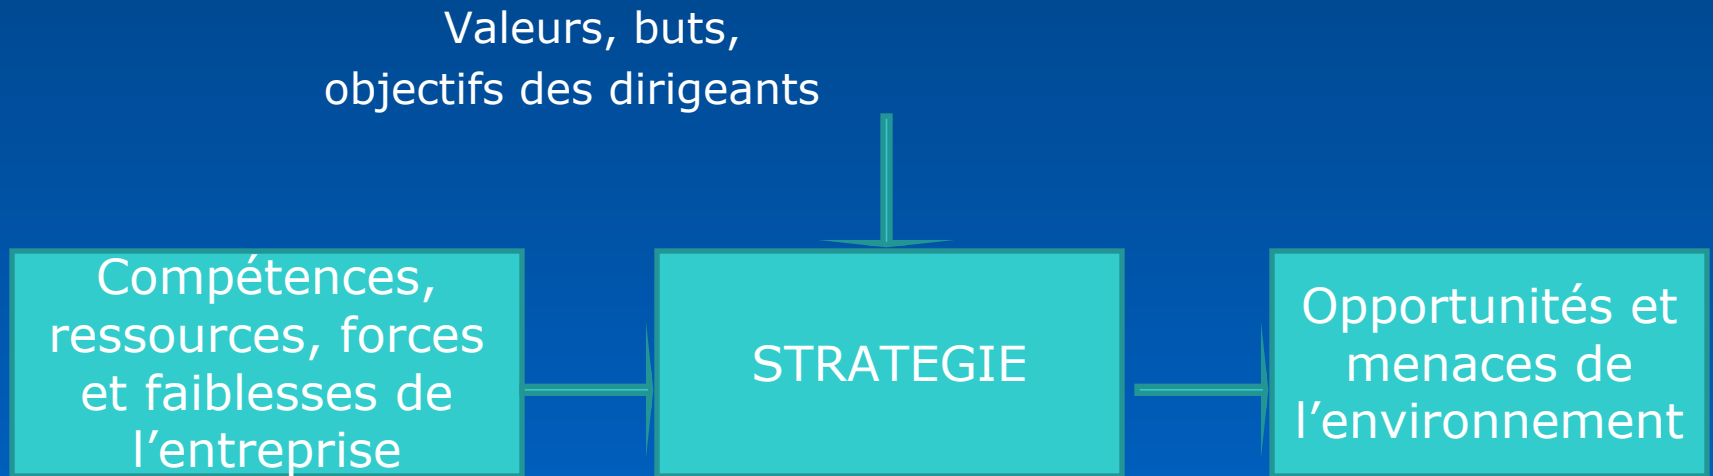 Valeurs, buts,
objectifs des dirigeants
Compétences,
ressources, forces
et faiblesses de
l’entreprise
STRATEGIE
Opportunités et
menaces de
l’environnement